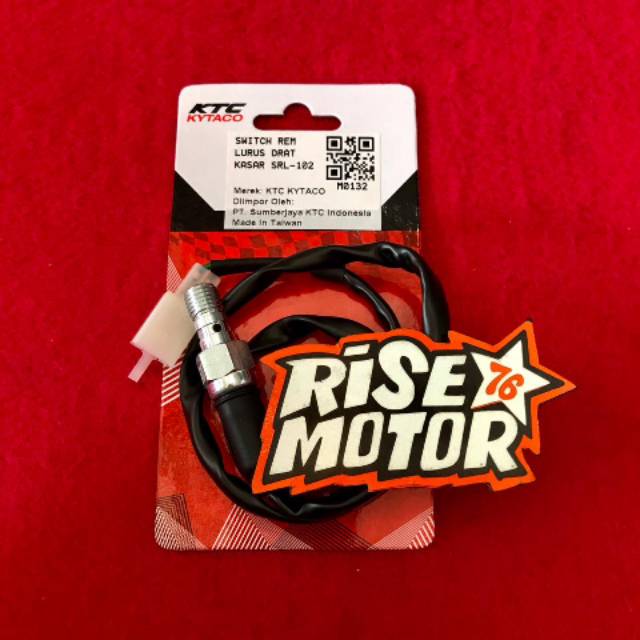 KTC
KYTACO
SWITCH REM
LURUS DRAT
KASAR SRL-102
M0132
Merek: KTC KYTACO
Diimpor Oleh:
PT. Sumberjaya KTC Indonesia
Made in Taiwan
RiSE 76
MOTOR